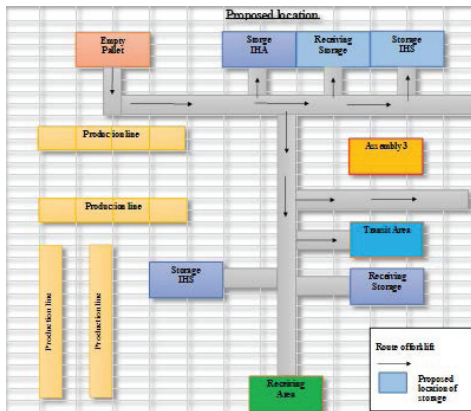 Proposed location
Empty
Pallet
Storge
IHA
Receiving
Storage
Storage
IHS
Production line
Assembly 3
Production line
Transit Area
Storage
IHS
Receiving
Storage
Production line
Production line
Route of forklift
Proposed
location of
storage
Receiving
Area